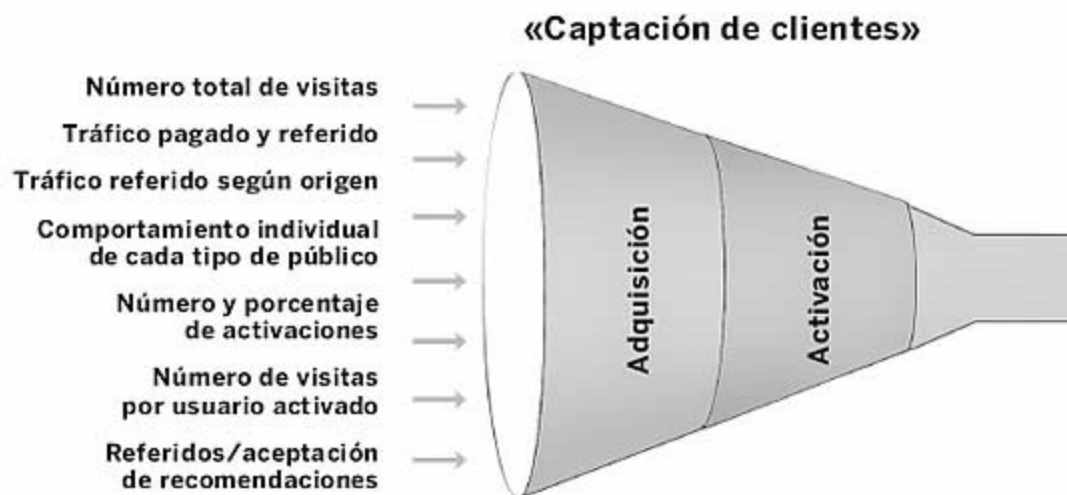 «Captación de clientes»
Número total de visitas
Tráfico pagado y referido
Tráfico referido según origen
Comportamiento individual
de cada tipo de público
Número y porcentaje
de activaciones
Número de visitas
por usuario activado
Referidos/aceptación
de recomendaciones
Adquisición
Activación